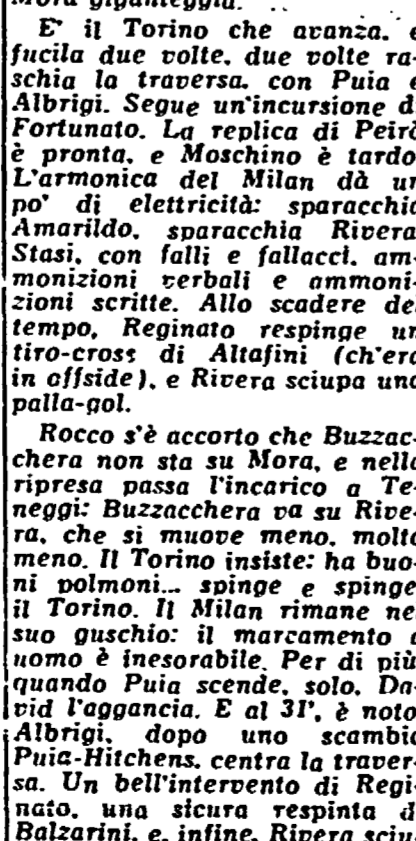 Mora giganteggia.
E' il Torino che avanza, e
fucila due volte, due volte ra-
schia la traversa, con Puia e
Albrigi. Segue un'incursione di
Fortunato. La replica di Peirò
è pronta, e Moschino è tardo.
L'armonica del Milan dà un
po' di elettricità: sparacchia
Amarildo, sparacchia Rivera.
Stasi, con falli e fallacci, am-
monizioni verbali e ammoni-
zioni scritte. Allo scadere del
tempo, Reginato respinge un
tiro-cross di Altafini (ch'era
in offside), e Rivera sciupa una
palla-gol.
Rocco s'è accorto che Buzzac-
chera non sta su Mora, e nella
ripresa passa l'incarico a Te-
neggi: Buzzacchera va su Rive-
ra, che si muove meno, molto
meno. Il Torino insiste: ha buo-
ni polmoni... spinge e spinge,
il Torino. Il Milan rimane nel
suo guschio: il marcamento a
uomo è inesorabile. Per di più,
quando Puia scende, solo, Da-
vid l'aggancia. E al 31', è noto,
Albrigi, dopo uno scambio
Puia-Hitchens, centra la traver-
sa. Un bell'intervento di Regi-
nato, una sicura respinta di
Balzarini, e, infine, Rivera sciu-